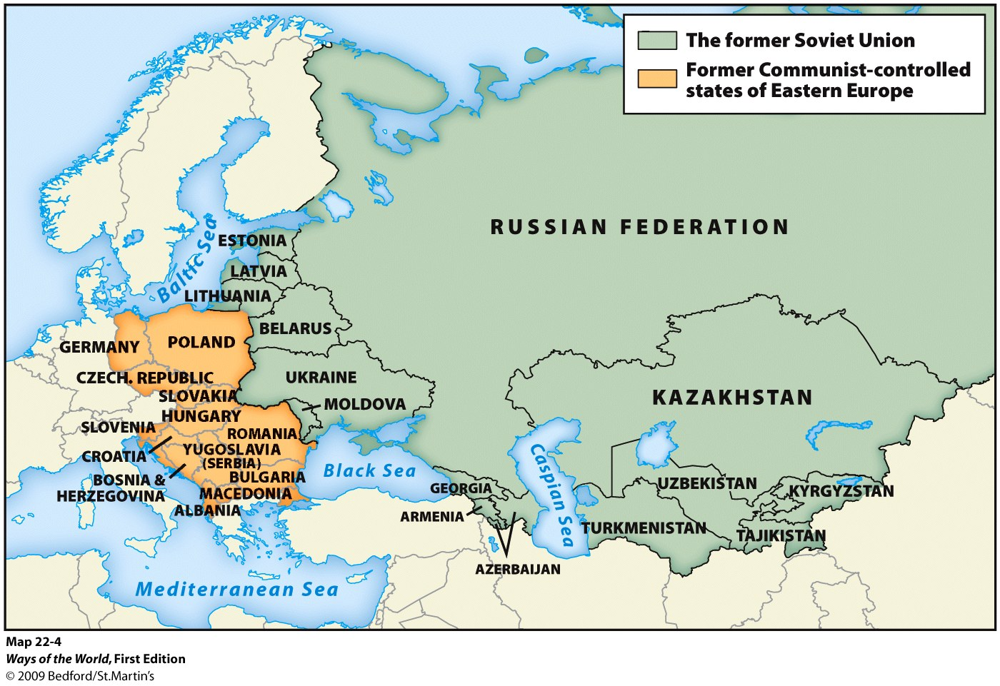 The former Soviet Union
Former Communist-controlled
states of Eastern Europe
RUSSIAN FEDERATION
Baltic Sea
ESTONIA
LATVIA
LITHUANIA
BELARUS
GERMANY
POLAND
CZECH. REPUBLIC
UKRAINE
SLOVAKIA
MOLDOVA
KAZAKHSTAN
HUNGARY
SLOVENIA
ROMANIA
CROATIA
YUGOSLAVIA
(SERBIA)
Black Sea
Caspian Sea
BOSNIA &
HERZEGOVINA
BULGARIA
MACEDONIA
ALBANIA
GEORGIA
ARMENIA
AZERBAIJAN
UZBEKISTAN
KYRGYZSTAN
TURKMENISTAN
TAJIKISTAN
Mediterranean Sea
Map 22-4
Ways of the World, First Edition
© 2009 Bedford/St.Martin's